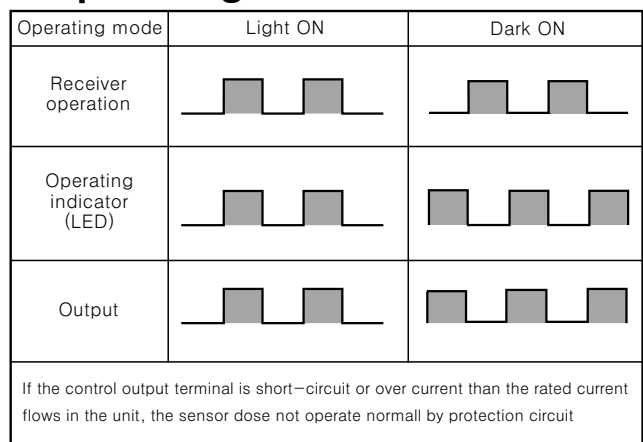 Operating mode Light ON Dark ON
Receiver
operation
Operating
indicator
(LED)
Output
If the control output terminal is short-circuit or over current than the rated current
flows in the unit, the sensor dose not operate normall by protection circuit